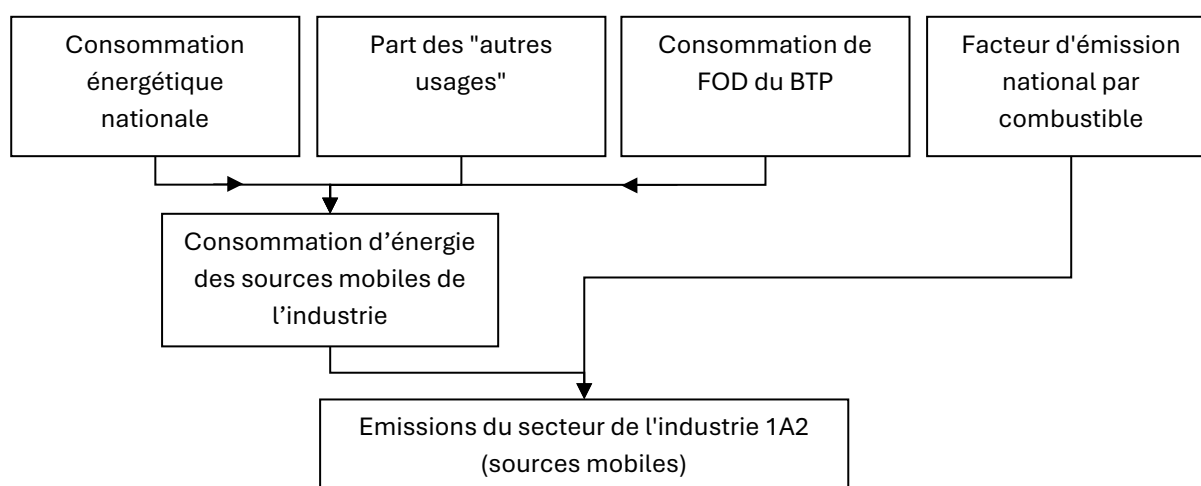 Consommation
énergétique
nationale
Part des "autres
usages"
Consommation de
FOD du BTP
Facteur d'émission
national par
combustible
Consommation d’énergie
des sources mobiles de
l’industrie
Emissions du secteur de l'industrie 1A2
(sources mobiles)